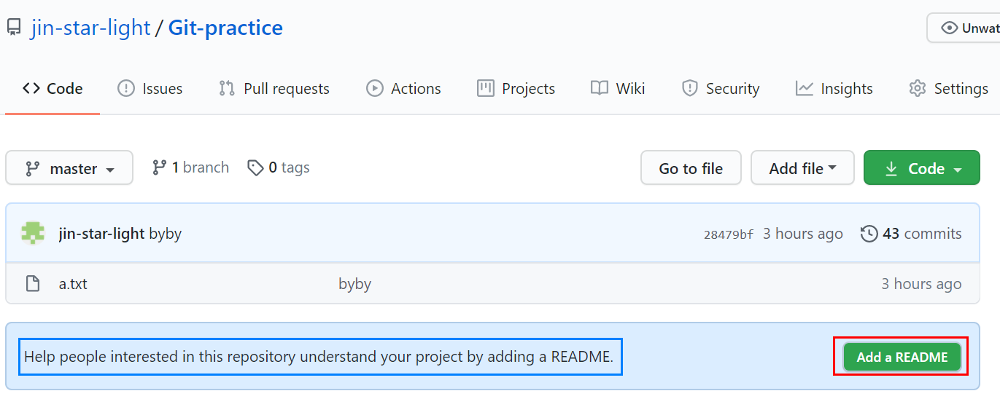 jin-star-light / Git-practice
Unwat
Code Issues Pull requests Actions Projects Wiki Security Insights Settings
master 1 branch 0 tags Go to file Add file Code
jin-star-light byby 28479bf 3 hours ago 43 commits
a.txt byby 3 hours ago
Help people interested in this repository understand your project by adding a README. Add a README